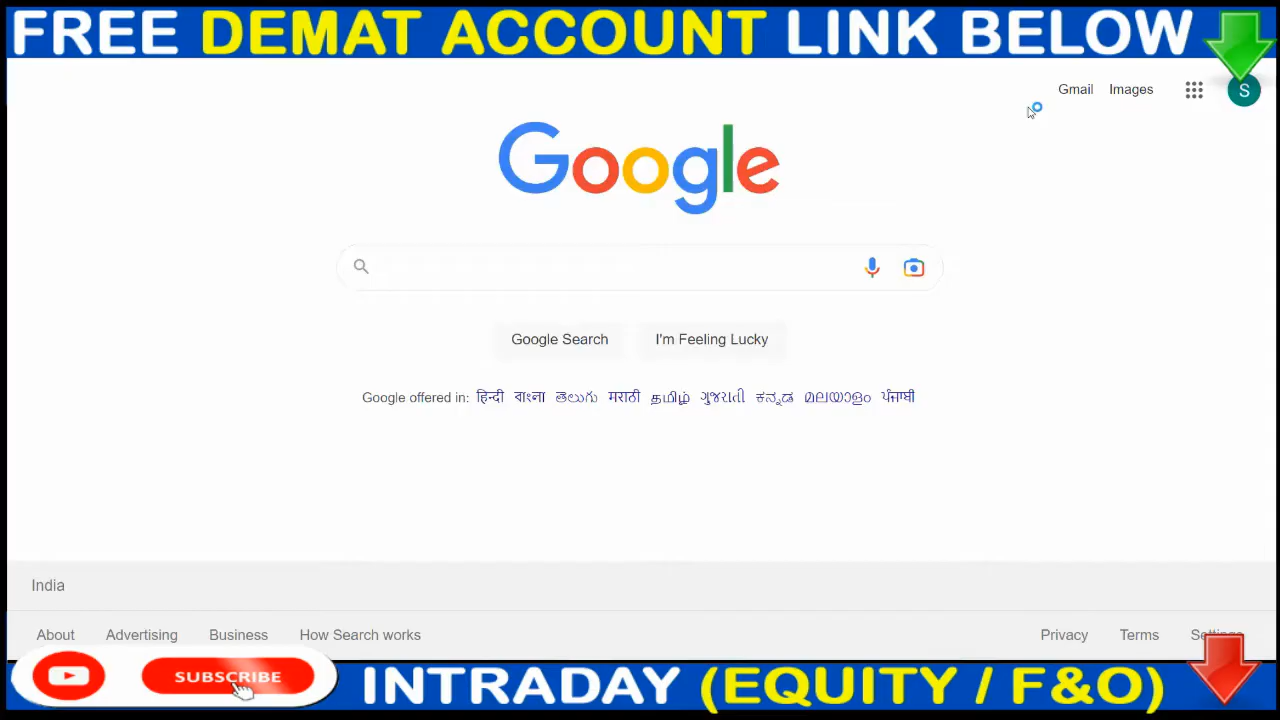 FREE DEMAT ACCOUNT LINK BELOW
Gmail Images S
Google
Google Search I'm Feeling Lucky
Google offered in: हिन्दी বাংলা తెలుగు मराठी தமிழ் ગુજરાતી ಕನ್ನಡ മലയാളം ਪੰਜਾਬੀ
India
About Advertising Business How Search works Privacy Terms Settings
SUBSCRIBE
INTRADAY (EQUITY / F&O)